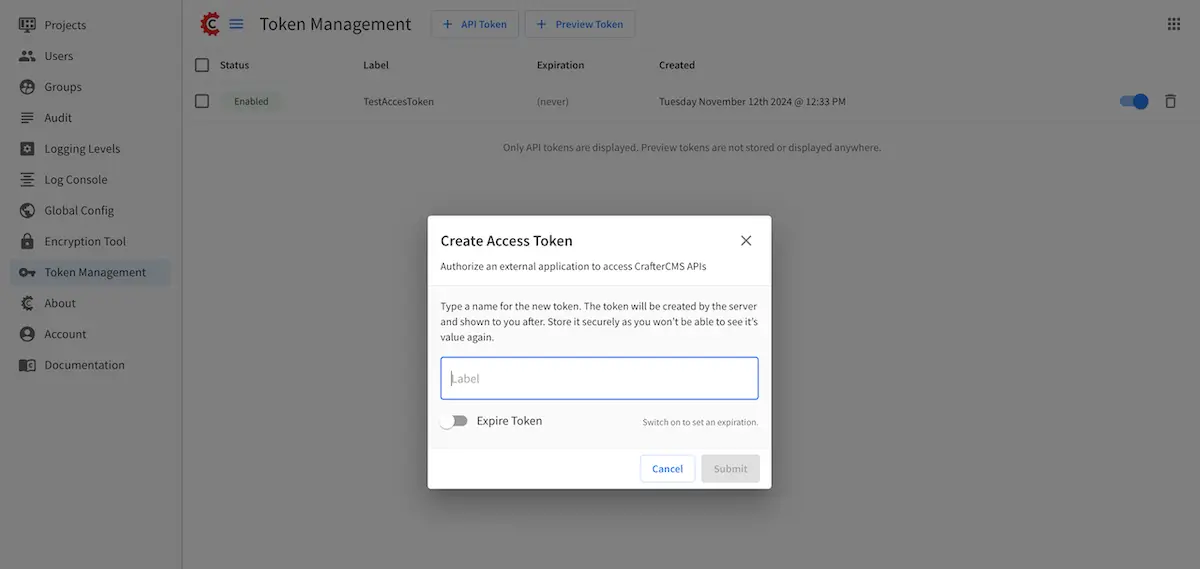 Projects
Users
Groups
Audit
Logging Levels
Log Console
Global Config
Encryption Tool
Token Management
About
Account
Documentation
Token Management
+ API Token
+ Preview Token
Status Label Expiration Created
Enabled TestAccesToken (never) Tuesday November 12th 2024 @ 12:33 PM
Only API tokens are displayed. Preview tokens are not stored or displayed anywhere.
Create Access Token
Authorize an external application to access CrafterCMS APIs
Type a name for the new token. The token will be created by the server
and shown to you after. Store it securely as you won't be able to see it's
value again.
Label
Expire Token Switch on to set an expiration.
Cancel Submit